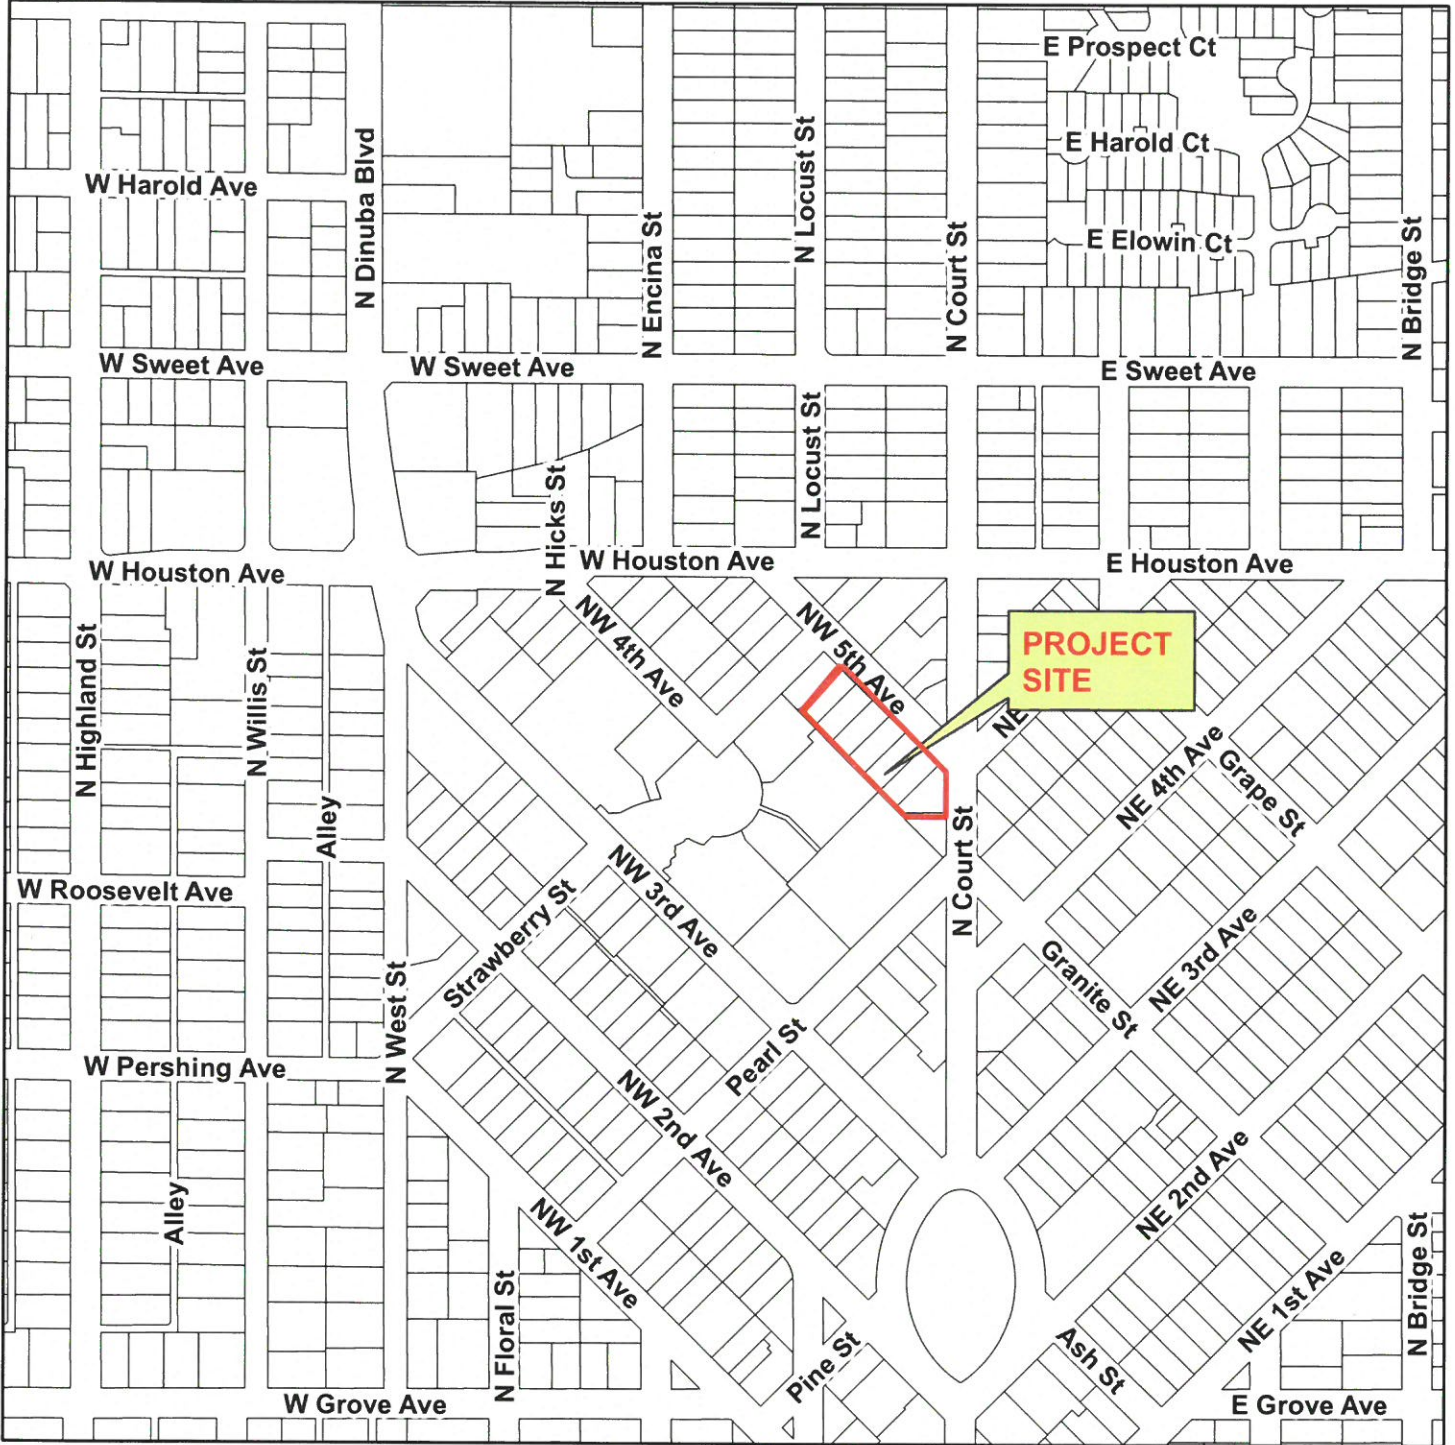 E Prospect Ct
E Harold Ct
W Harold Ave
N Dinuba Blvd
N Encina St
N Locust St
N Court St
E Elowin Ct
N Bridge St
W Sweet Ave
W Sweet Ave
E Sweet Ave
N Locust St
N Hicks St
W Houston Ave
W Houston Ave
E Houston Ave
N Highland St
N Willis St
NW 4th Ave
NW 5th Ave
PROJECT
SITE
NE
NE 4th Ave
Grape St
Alley
N Court St
W Roosevelt Ave
Strawberry St
NW 3rd Ave
Granite St
NE 3rd Ave
N West St
W Pershing Ave
Pearl St
NW 2nd Ave
NE 2nd Ave
Alley
NW 1st Ave
N Floral St
Pine St
Ash St
NE 1st Ave
N Bridge St
W Grove Ave
E Grove Ave